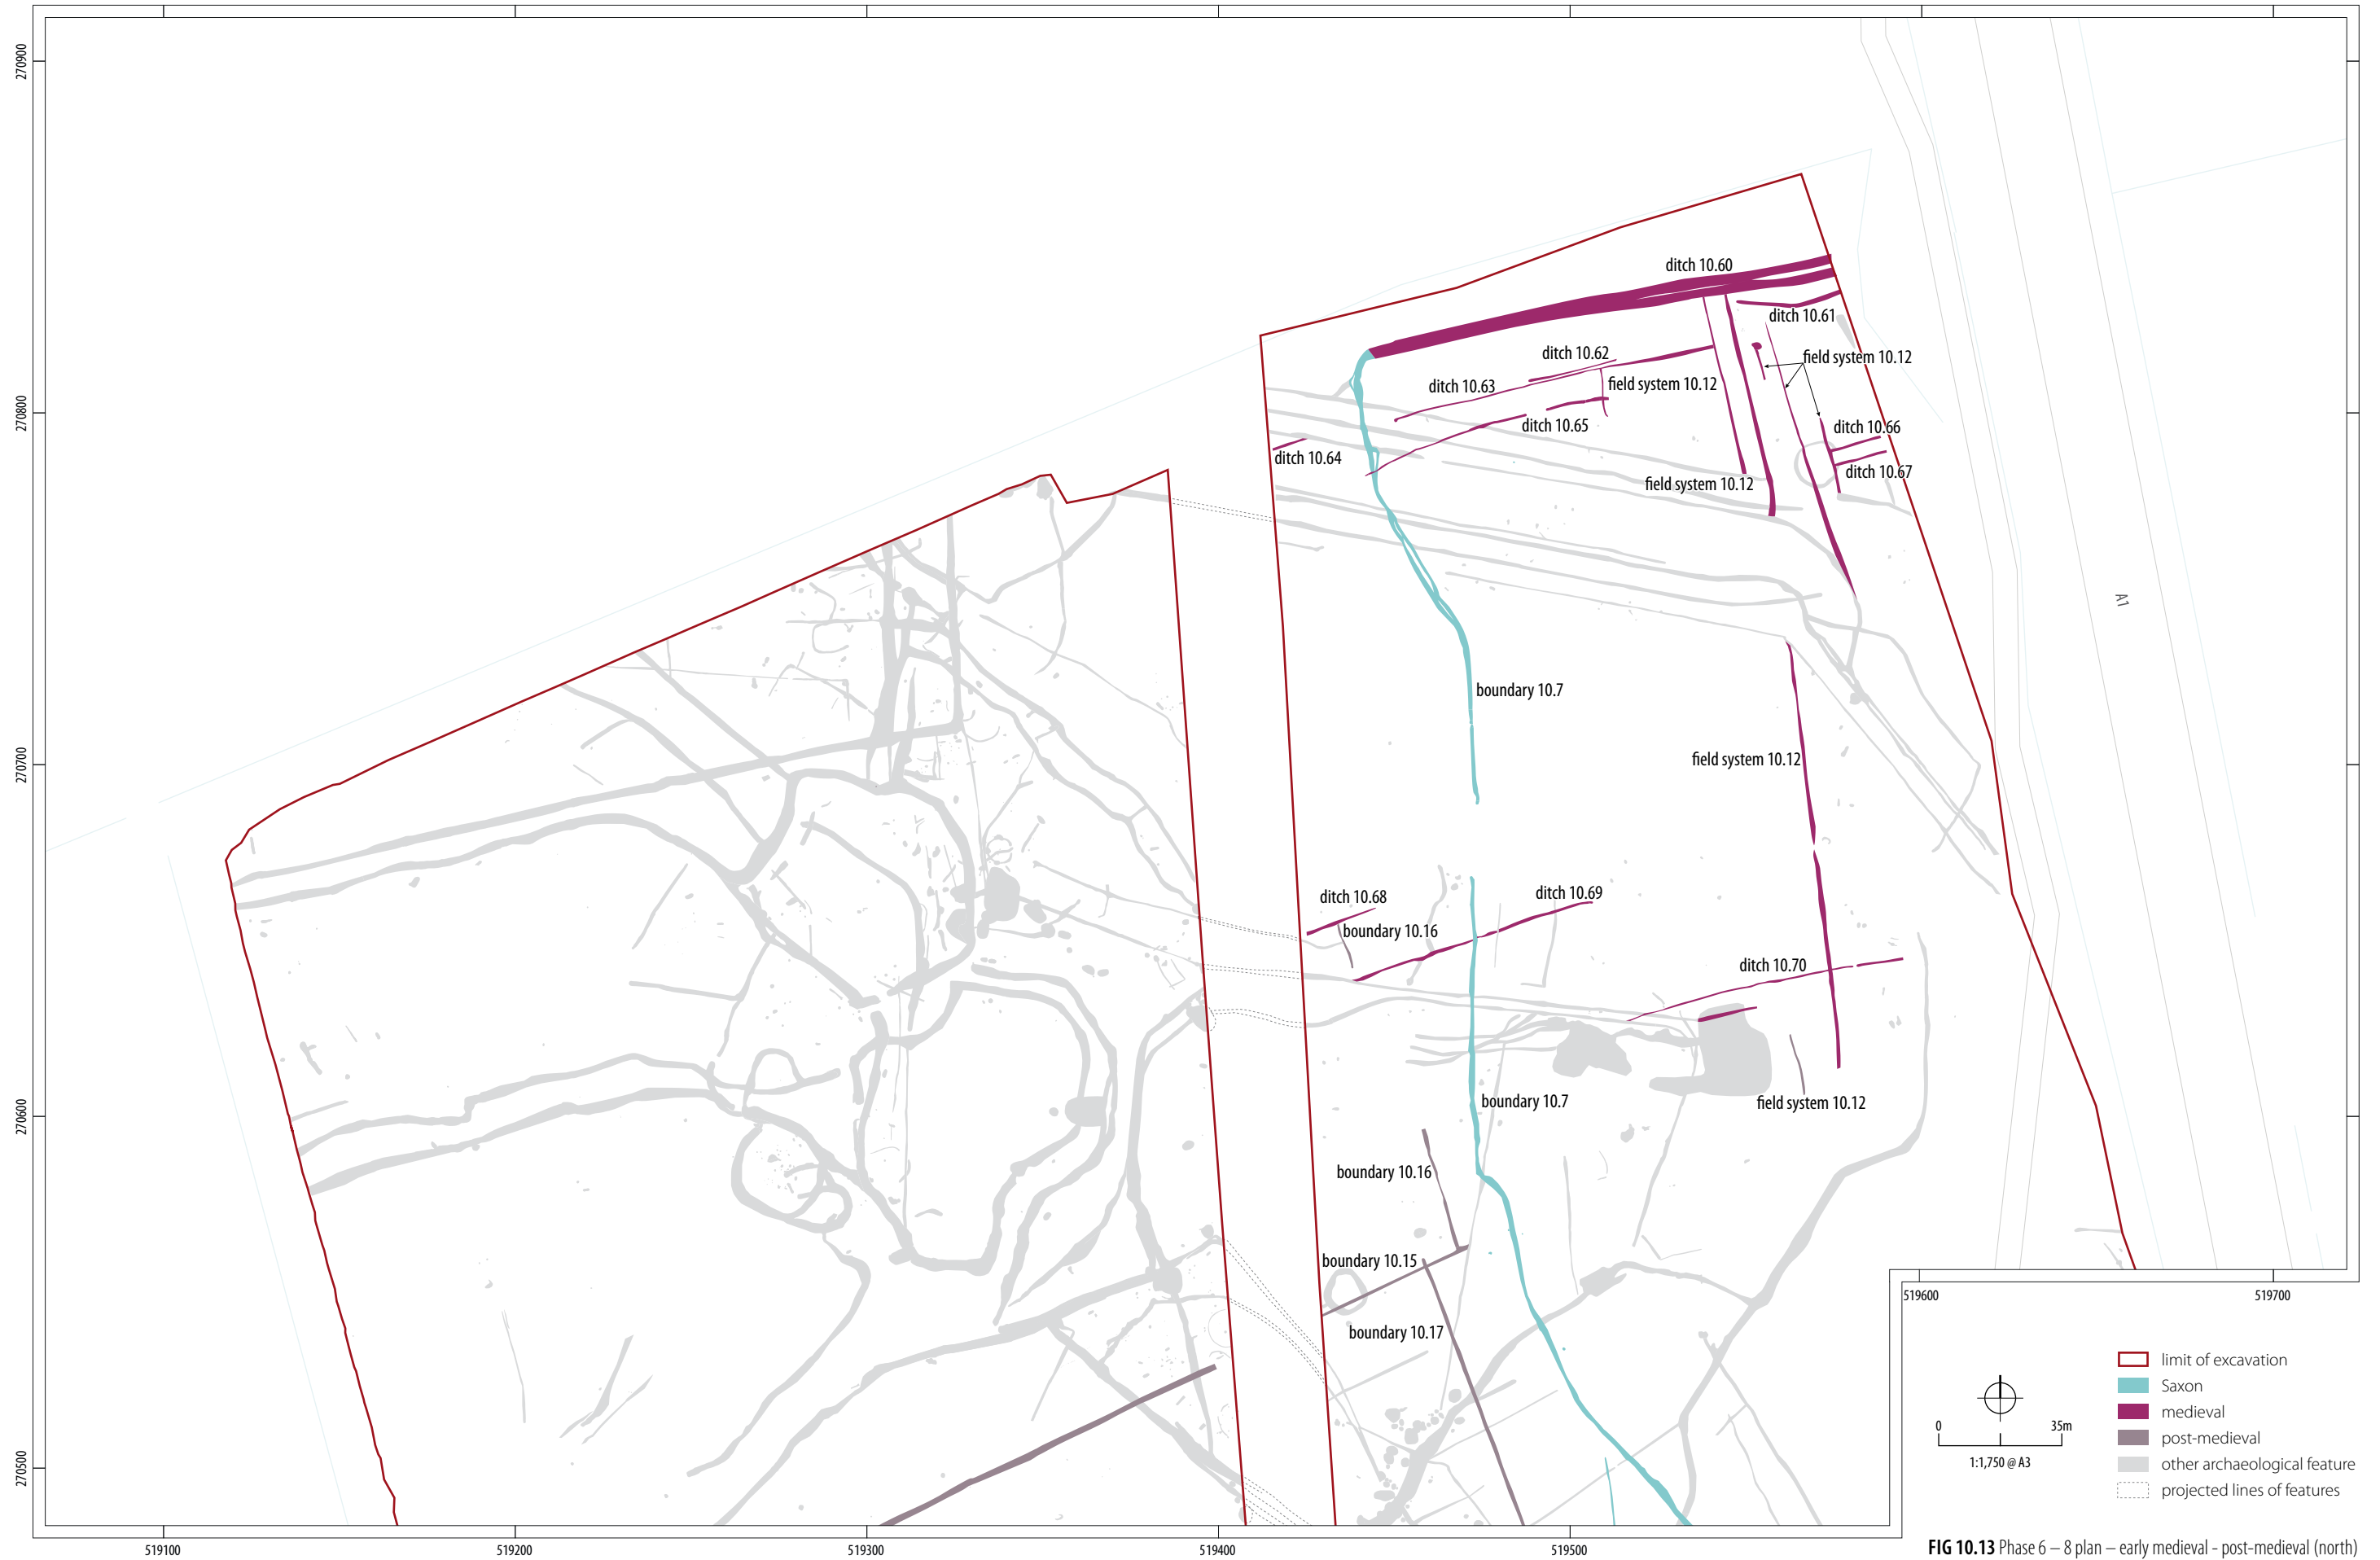 270900
ditch 10.60
ditch 10.61
ditch 10.62
field system 10.12
ditch 10.63
field system 10.12
270800
ditch 10.65
ditch 10.66
ditch 10.64
ditch 10.67
field system 10.12
A1
boundary 10.7
270700
field system 10.12
ditch 10.68
ditch 10.69
boundary 10.16
ditch 10.70
270600
boundary 10.7
field system 10.12
boundary 10.16
boundary 10.15
519600
519700
boundary 10.17
limit of excavation
Saxon
medieval
0
35m
post-medieval
1:1,750 @ A3
other archaeological feature
270500
projected lines of features
519100
519200
519300
519400
519500
FIG 10.13 Phase 6 – 8 plan – early medieval - post-medieval (north)